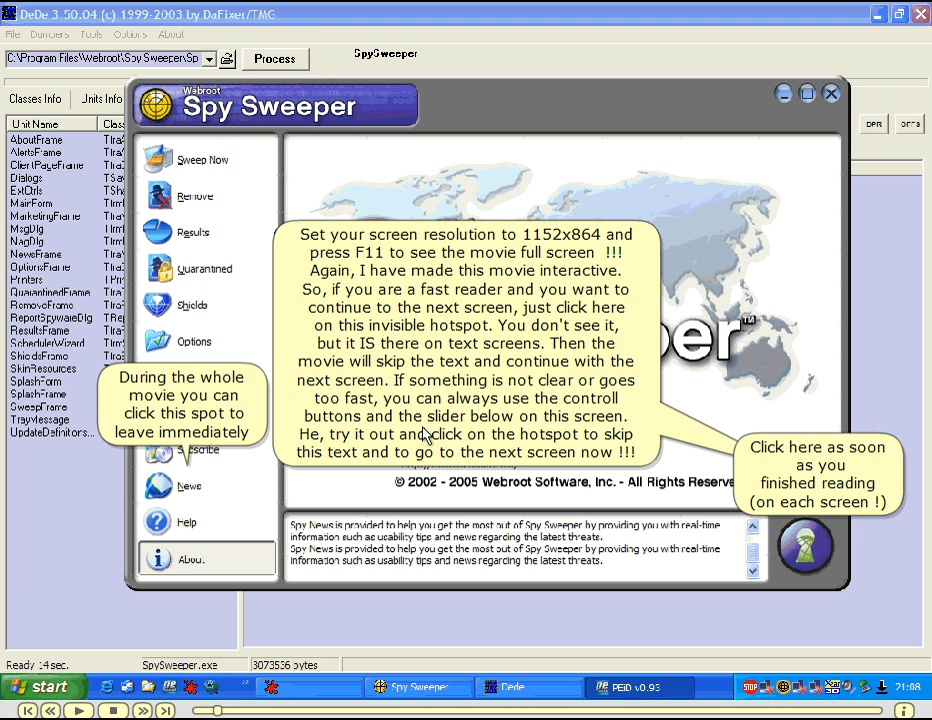 DeDe 3.50.04 (c) 1999-2003 by DaFixer/TMG
File Dumpers Tools Options About
C:\Program Files\Webroot\Spy Sweeper\Sp
Process
SpySweeper
Classes Info
Units Info
DPR
Unit Name
Clas
AboutFrame
AlertsFrame
ClientPageFrame
Dialogs
ExtCtrls
MainForm
MarketingFrame
MsgDlg
NagDlg
NewsFrame
OptionsFrame
Printers
QuarantinedFrame
RemoveFrame
ReportSpywareDlg
ResultsFrame
SchedulerWizard
ShieldsFrame
SkinResources
SplashForm
SplashFrame
SweepFrame
TrayMessage
UpdateDefinitions...
Webroot
Spy Sweeper
Sweep Now
Remove
Results
Quarantined
Shields
Options
Subscribe
News
Help
About
During the whole
movie you can
click this spot to
leave immediately
Set your screen resolution to 1152x864 and
press F11 to see the movie full screen !!!
Again, I have made this movie interactive.
So, if you are a fast reader and you want to
continue to the next screen, just click here
on this invisible hotspot. You don't see it,
but it IS there on text screens. Then the
movie will skip the text and continue with the
next screen. If something is not clear or goes
too fast, you can always use the controll
buttons and the slider below on this screen.
He, try it out and click on the hotspot to skip
this text and to go to the next screen now !!!
per™
Click here as soon
as you
finished reading
(on each screen !)
© 2002 - 2005 Webroot Software, Inc. - All Rights Reserve
Spy News is provided to help you get the most out of Spy Sweeper by providing you with real-time
information such as usability tips and news regarding the latest threats.
Spy News is provided to help you get the most out of Spy Sweeper by providing you with real-time
information such as usability tips and news regarding the latest threats.
Ready 14sec.
SpySweeper.exe
3073536 bytes
start
Spy Sweeper
Dede
PEiD v0.93
STOP
21:08